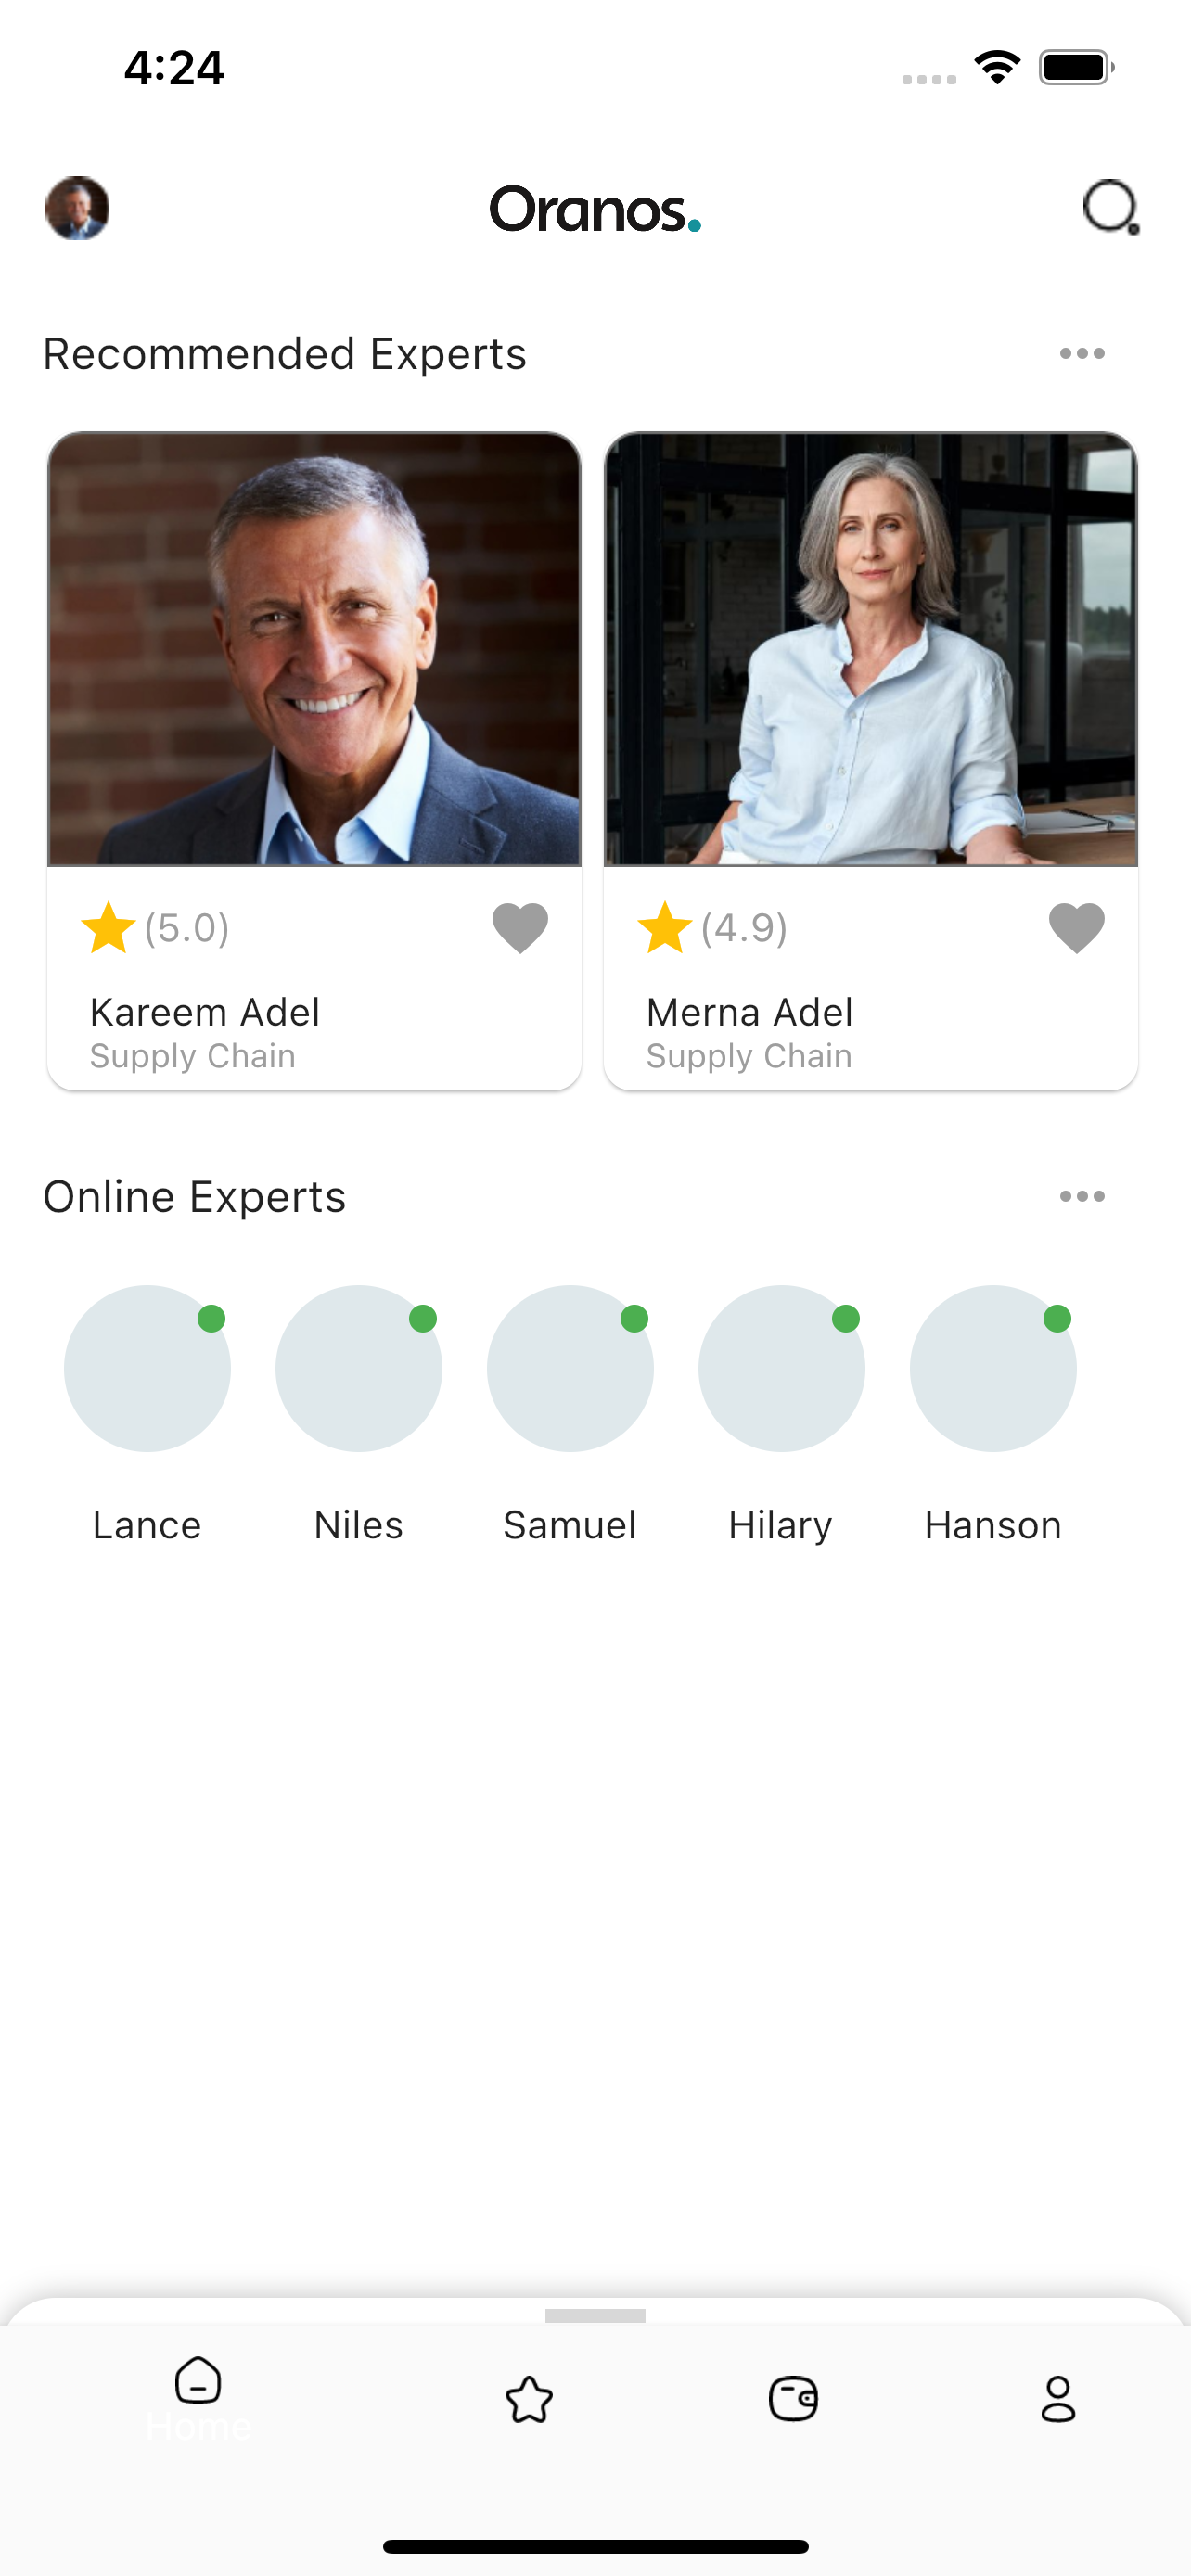 4:24
Oranos.
Recommended Experts
(5.0)
(4.9)
Kareem Adel
Merna Adel
Supply Chain
Supply Chain
Online Experts
Lance
Niles
Samuel
Hilary
Hanson
Home